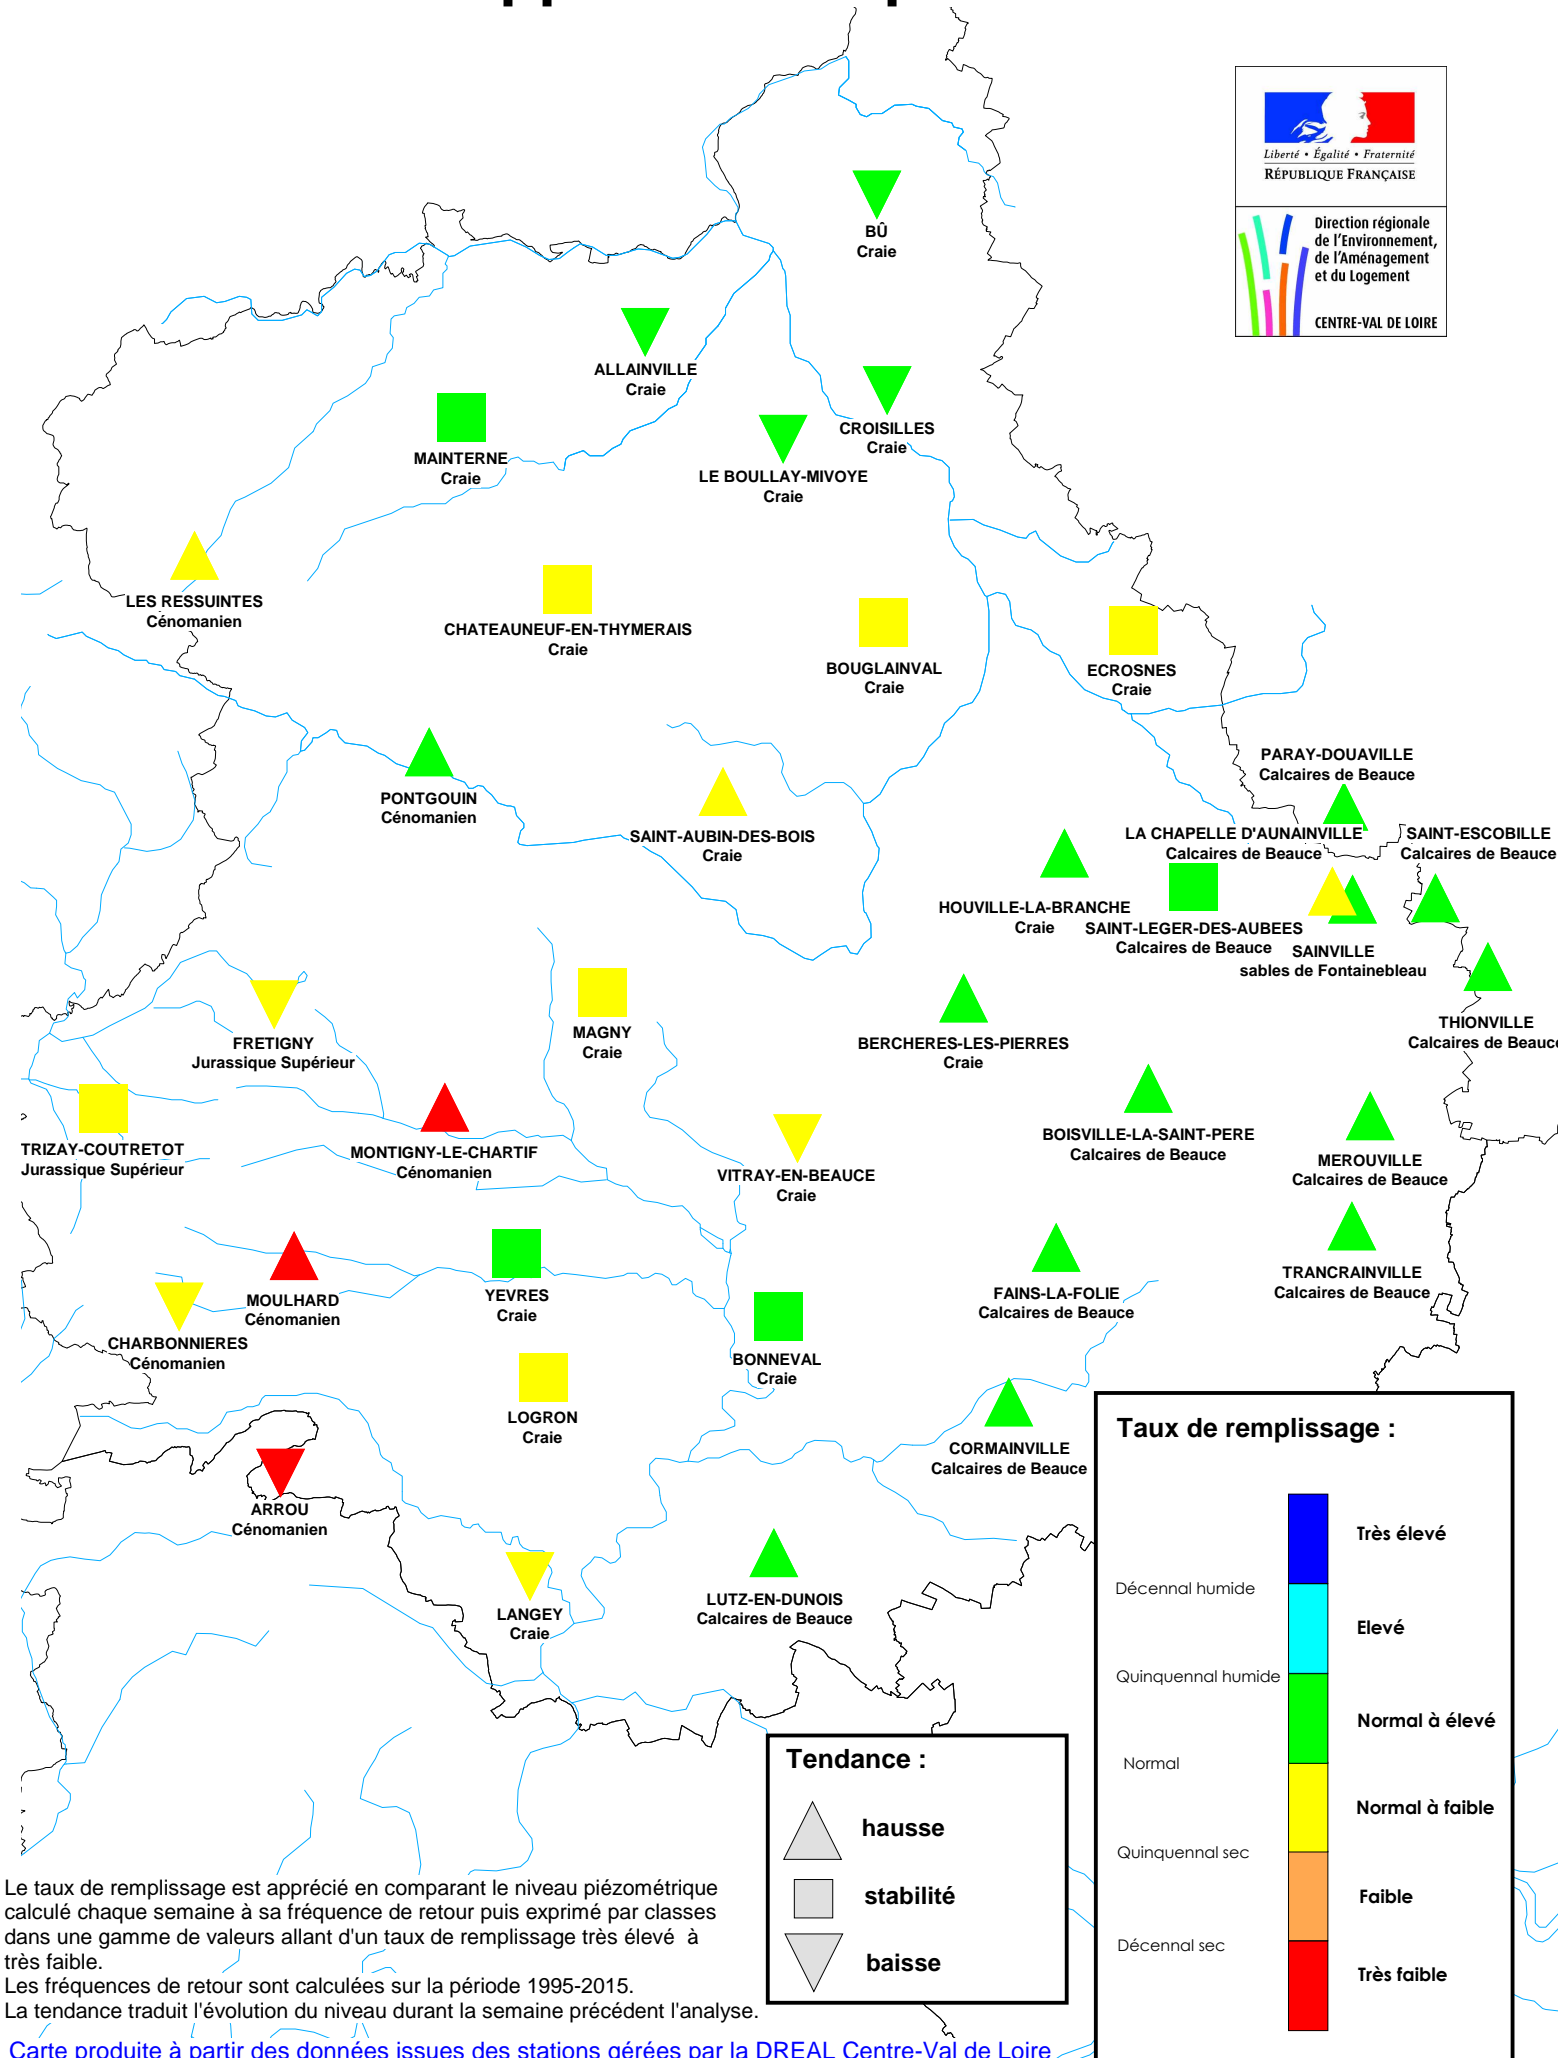 Liberté • Égalité • Fraternité
RÉPUBLIQUE FRANÇAISE
Direction régionale
de l'Environnement,
de l'Aménagement
et du Logement
CENTRE-VAL DE LOIRE
BÛ
Craie
ALLAINVILLE
Craie
CROISILLES
Craie
MAINTERNE
Craie
LE BOULLAY-MIVOYE
Craie
LES RESSUINTES
Cénomanien
CHATEAUNEUF-EN-THYMERAIS
Craie
BOUGLAINVAL
Craie
ECROSNES
Craie
PARAY-DOUAVILLE
Calcaires de Beauce
PONTGOUIN
Cénomanien
SAINT-AUBIN-DES-BOIS
Craie
LA CHAPELLE D'AUNAINVILLE
Calcaires de Beauce
SAINT-ESCOBILLE
Calcaires de Beauce
HOUVILLE-LA-BRANCHE
Craie
SAINT-LEGER-DES-AUBEES
Calcaires de Beauce
SAINVILLE
sables de Fontainebleau
THIONVILLE
Calcaires de Beauce
FRETIGNY
Jurassique Supérieur
MAGNY
Craie
BERCHERES-LES-PIERRES
Craie
TRIZAY-COUTRETOT
Jurassique Supérieur
MONTIGNY-LE-CHARTIF
Cénomanien
VITRAY-EN-BEAUCE
Craie
BOISVILLE-LA-SAINT-PERE
Calcaires de Beauce
MEROUVILLE
Calcaires de Beauce
MOULHARD
Cénomanien
YEVRES
Craie
FAINS-LA-FOLIE
Calcaires de Beauce
TRANCRAINVILLE
Calcaires de Beauce
CHARBONNIERES
Cénomanien
BONNEVAL
Craie
LOGRON
Craie
CORMAINVILLE
Calcaires de Beauce
ARROU
Cénomanien
LANGEY
Craie
LUTZ-EN-DUNOIS
Calcaires de Beauce
Taux de remplissage :
Très élevé
Décennal humide
Elevé
Quinquennal humide
Normal à élevé
Normal
Normal à faible
Quinquennal sec
Faible
Décennal sec
Très faible
Tendance :
hausse
stabilité
baisse
Le taux de remplissage est apprécié en comparant le niveau piézométrique
calculé chaque semaine à sa fréquence de retour puis exprimé par classes
dans une gamme de valeurs allant d'un taux de remplissage très élevé à
très faible.
Les fréquences de retour sont calculées sur la période 1995-2015.
La tendance traduit l'évolution du niveau durant la semaine précédent l'analyse.
Carte produite à partir des données issues des stations gérées par la DREAL Centre-Val de Loire